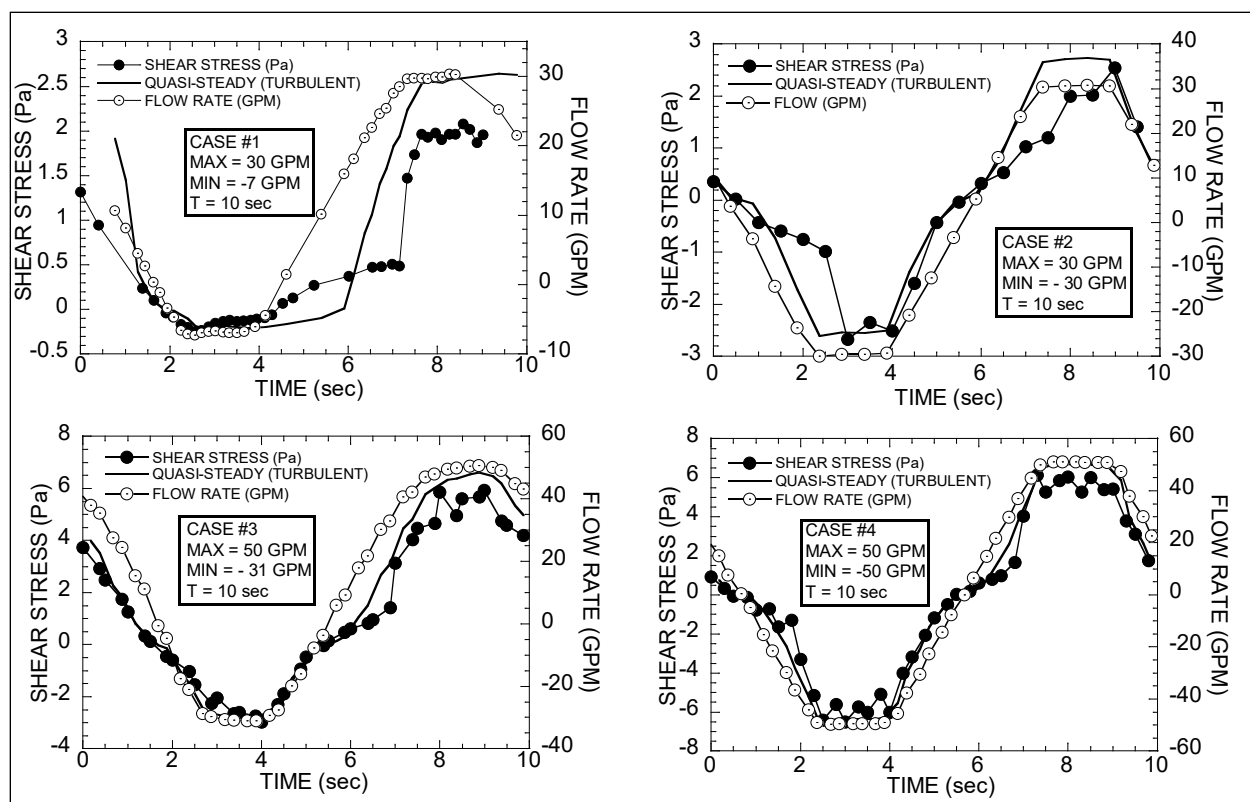 SHEAR STRESS (Pa)
3
2.5
2
1.5
1
0.5
0
-0.5
SHEAR STRESS (Pa)
QUASI-STEADY (TURBULENT)
FLOW RATE (GPM)
CASE #1
MAX = 30 GPM
MIN = -7 GPM
T = 10 sec
30
20
10
0
-10
FLOW RATE (GPM)
0 2 4 6 8 10
TIME (sec)
SHEAR STRESS (Pa)
3
2
1
0
-1
-2
-3
SHEAR STRESS (Pa)
QUASI-STEADY (TURBULENT)
FLOW (GPM)
CASE #2
MAX = 30 GPM
MIN = - 30 GPM
T = 10 sec
40
30
20
10
0
-10
-20
-30
FLOW RATE (GPM)
0 2 4 6 8 10
TIME (sec)
SHEAR STRESS (Pa)
8
6
4
2
0
-2
-4
SHEAR STRESS (Pa)
QUASI-STEADY (TURBULENT)
FLOW RATE (GPM)
CASE #3
MAX = 50 GPM
MIN = - 31 GPM
T = 10 sec
60
40
20
0
-20
-40
FLOW RATE (GPM)
0 2 4 6 8 10
TIME (sec)
SHEAR STRESS (Pa)
8
6
4
2
0
-2
-4
-6
-8
SHEAR STRESS (Pa)
QUASI-STEADY (TURBULENT)
FLOW RATE (GPM)
CASE #4
MAX = 50 GPM
MIN = -50 GPM
T = 10 sec
60
40
20
0
-20
-40
-60
FLOW RATE (GPM)
0 2 4 6 8 10
TIME (sec)